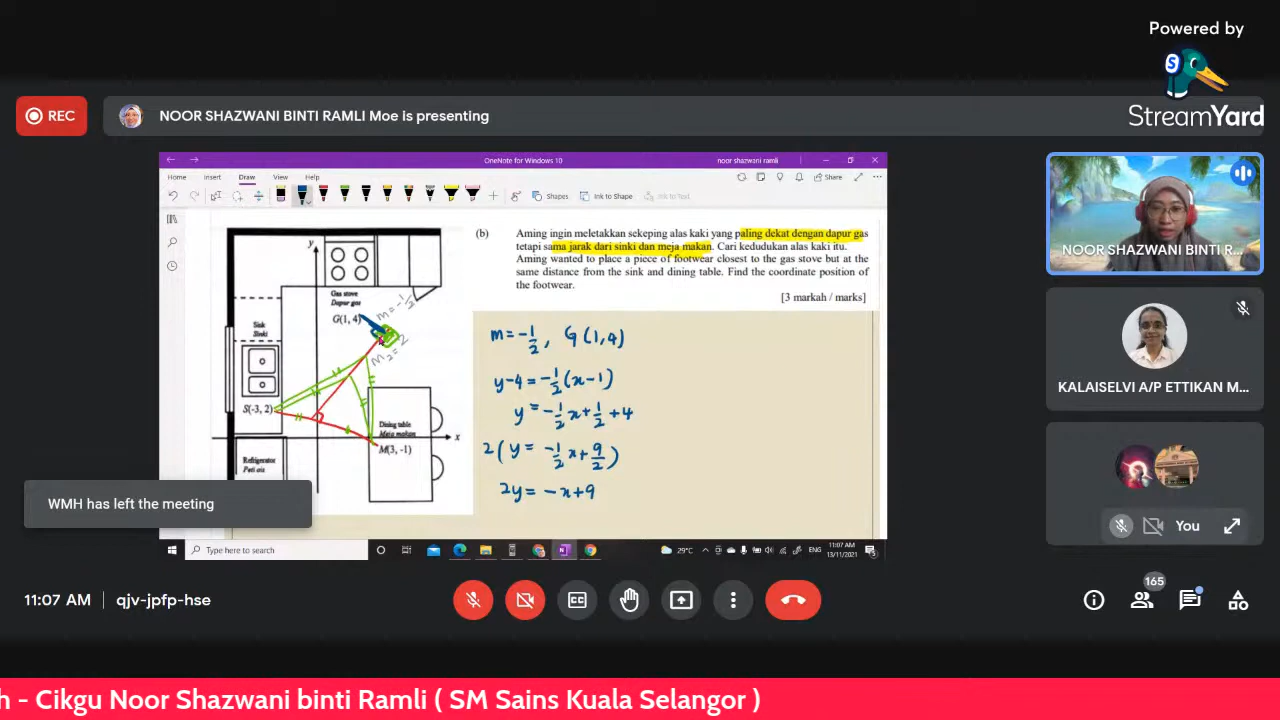 Powered by
StreamYard
REC
NOOR SHAZWANI BINTI RAMLI Moe is presenting
OneNote for Windows 10
noor shazwani ramli
Home Insert Draw View Help
Shapes
Ink to Shape
Ink to Text
Share
y
Gas stove
Dapur gas
G(1, 4)
m=-1/2
m2=2
Sink
Sinki
S(-3, 2)
Dining table
Meja makan
x
M(3, -1)
Refrigerator
Peti ais
(b) Aming ingin meletakkan sekeping alas kaki yang paling dekat dengan dapur gas
tetapi sama jarak dari sinki dan meja makan. Cari kedudukan alas kaki itu.
Aming wanted to place a piece of footwear closest to the gas stove but at the
same distance from the sink and dining table. Find the coordinate position of
the footwear.
[3 markah / marks]
m=-1/2, G(1,4)
y-4=-1/2(x-1)
y=-1/2x+1/2+4
2(y=-1/2x+9/2)
2y=-x+9
Type here to search
29°C
ENG
11:07 AM
13/11/2021
NOOR SHAZWANI BINTI R...
KALAISELVI A/P ETTIKAN M...
You
WMH has left the meeting
11:07 AM | qjv-jpfp-hse
165
h - Cikgu Noor Shazwani binti Ramli ( SM Sains Kuala Selangor )